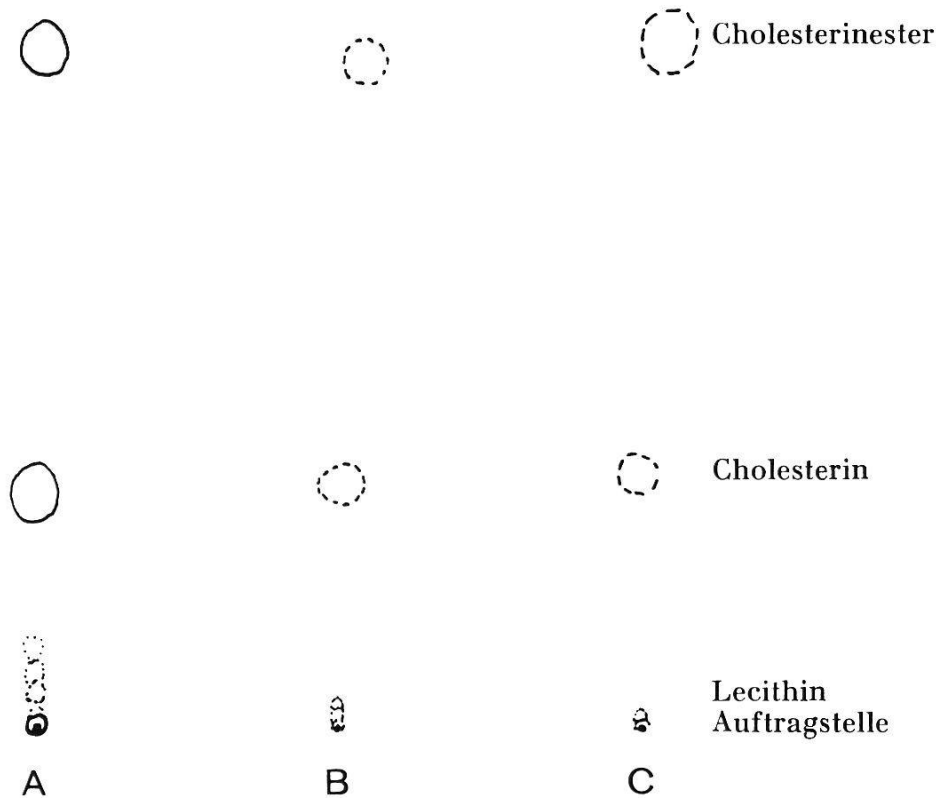 Cholesterinester
Cholesterin
Lecithin
Auftragstelle
A B C